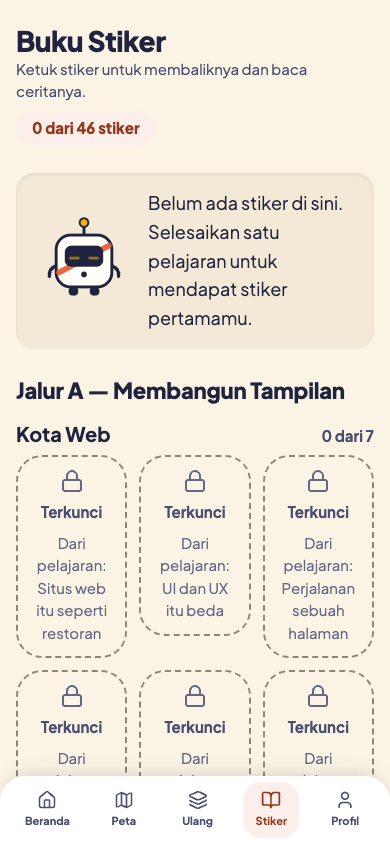 Buku Stiker
Ketuk stiker untuk membaliknya dan baca
ceritanya.
0 dari 46 stiker
Belum ada stiker di sini.
Selesaikan satu
pelajaran untuk
mendapat stiker
pertamamu.
Jalur A — Membangun Tampilan
Kota Web
0 dari 7
Terkunci
Dari
pelajaran:
Situs web
itu seperti
restoran
Terkunci
Dari
pelajaran:
UI dan UX
itu beda
Terkunci
Dari
pelajaran:
Perjalanan
sebuah
halaman
Terkunci
Dari
Terkunci
Dari
Terkunci
Dari
Beranda
Peta
Ulang
Stiker
Profil